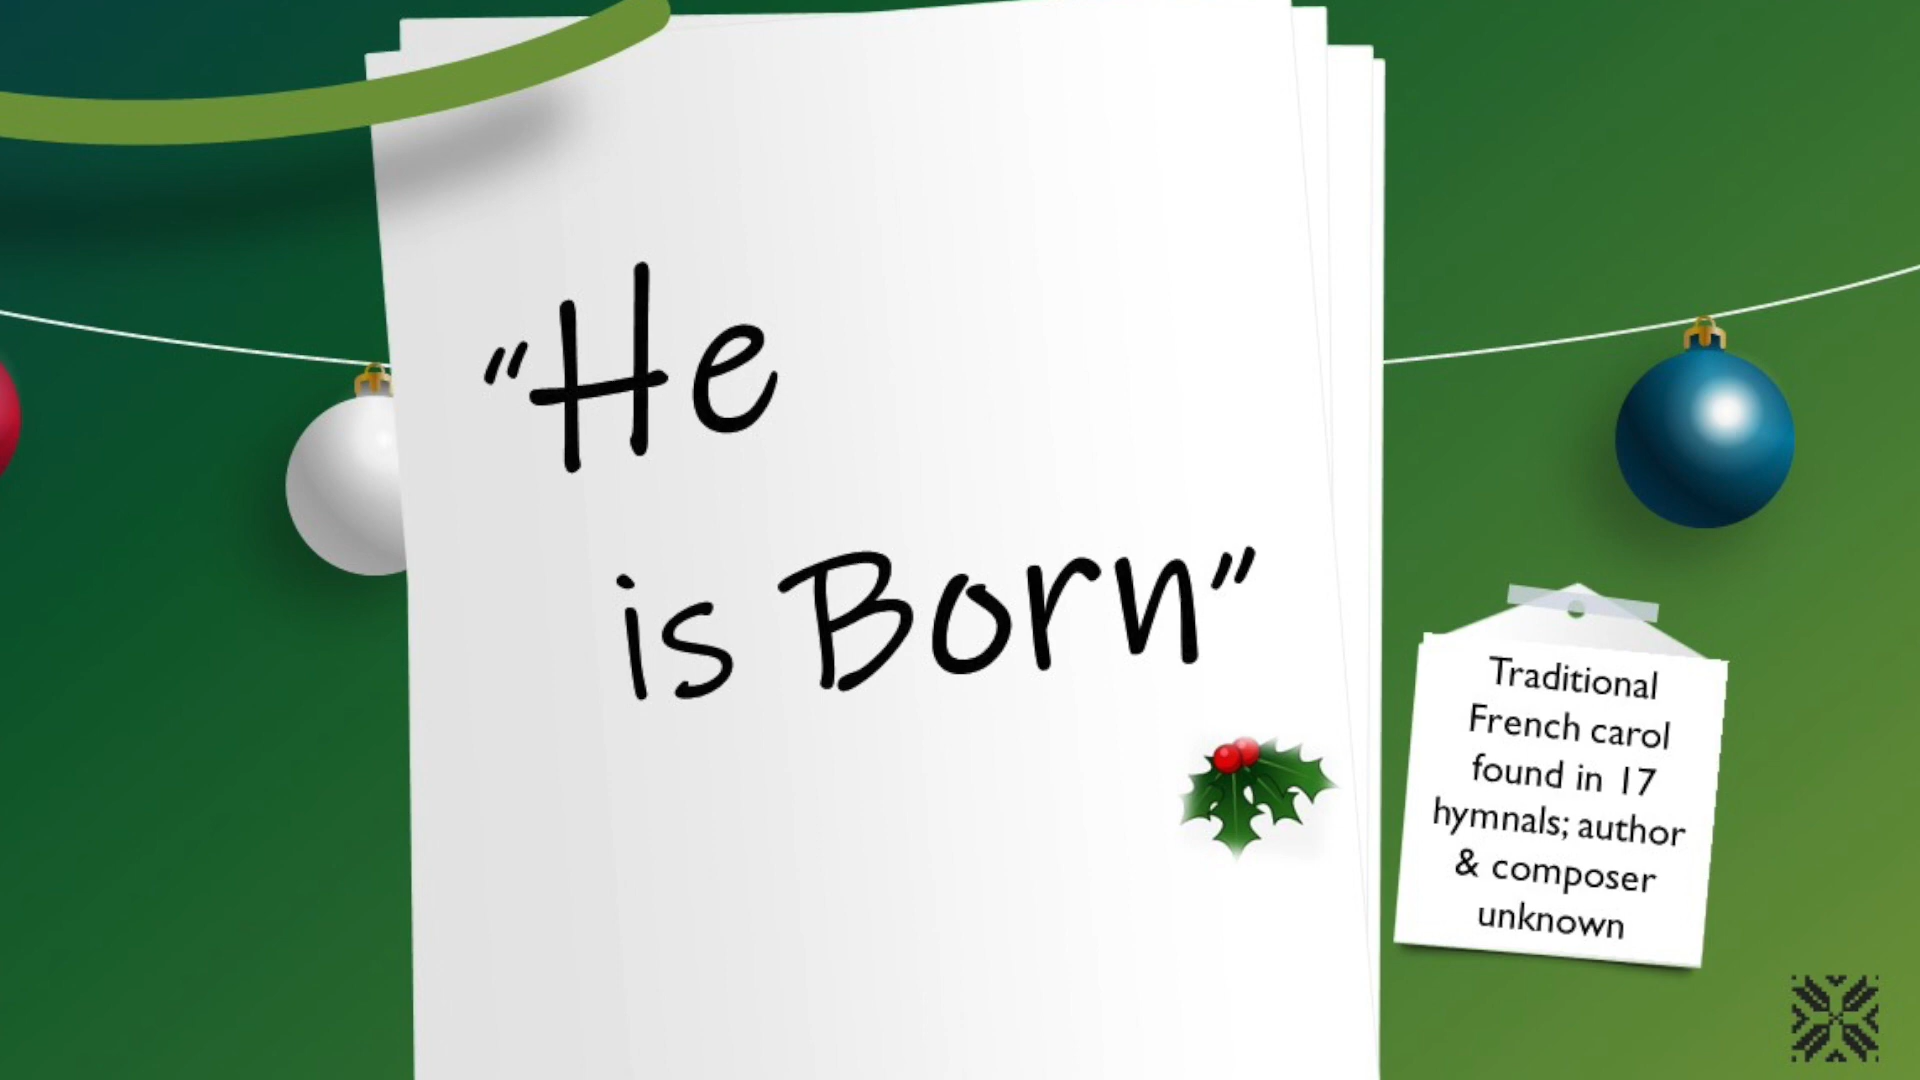 "He
is Born"
Traditional
French carol
found in 17
hymnals; author
& composer
unknown